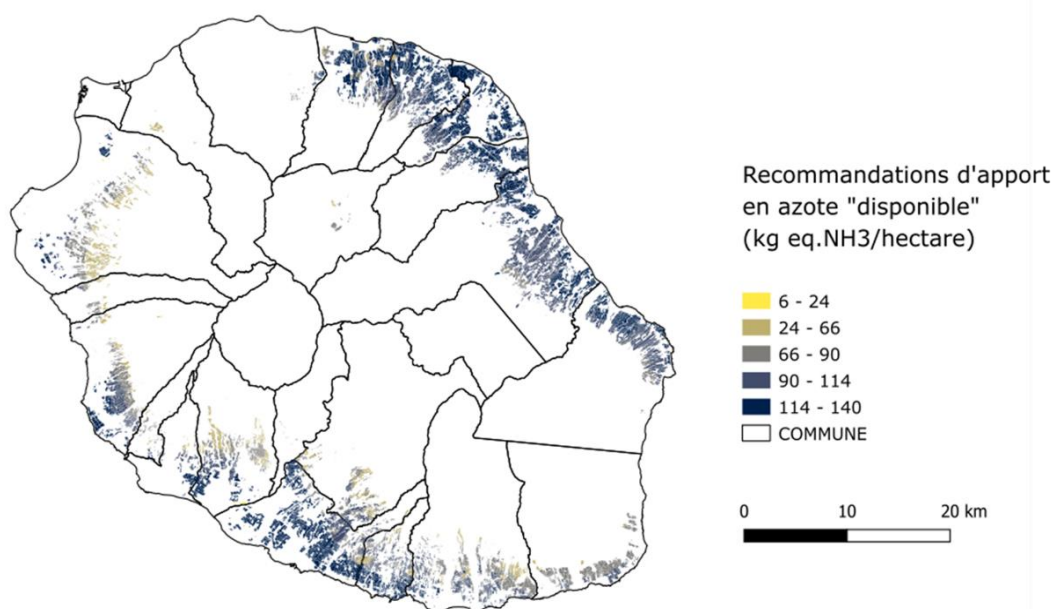 Recommandations d'apport
en azote "disponible"
(kg eq.NH3/hectare)
6 - 24
24 - 66
66 - 90
90 - 114
114 - 140
COMMUNE
0 10 20 km